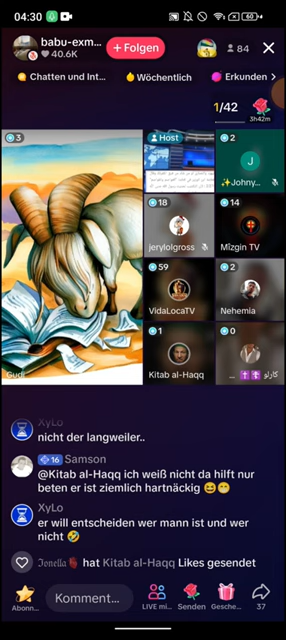 04:30
60
babu-exm...
40.6K
+ Folgen
84
Chatten und Int...
Wöchentlich
Erkunden
1/42
3h42m
3
Gudi
Host
2
Johny...
18
jerylolgross
14
Mîzgin TV
59
VidaLocaTV
2
Nehemia
1
Kitab al-Haqq
0
كارلو
XyLo
nicht der langweiler..
16 Samson
@Kitab al-Haqq ich weiß nicht da hilft nur
beten er ist ziemlich hartnäckig 😆😁
XyLo
er will entscheiden wer mann ist und wer
nicht 🤣
Jonella hat Kitab al-Haqq Likes gesendet
Abonn...
Komment...
LIVE mi...
Senden
Gesche...
37